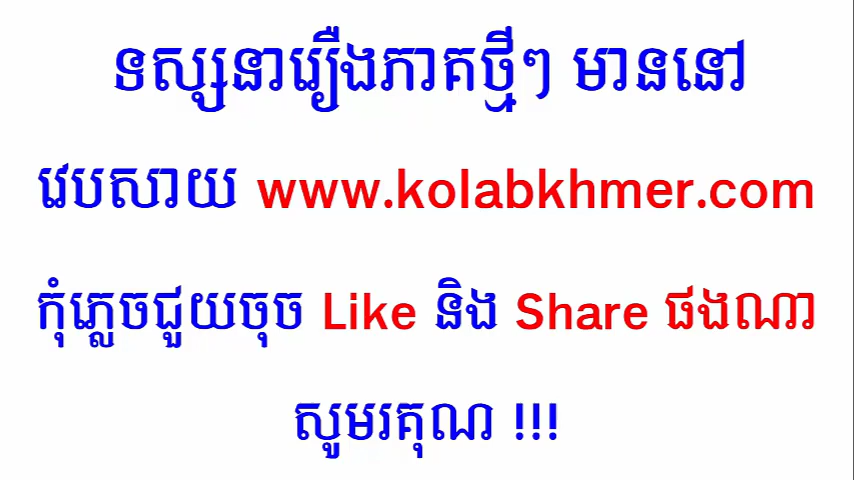 ទស្សនារឿងភាគថ្មីៗ មាននៅ
វេបសាយ www.kolabkhmer.com
កុំភ្លេចជួយចុច Like និង Share ផងណា
សូមរគុណ !!!